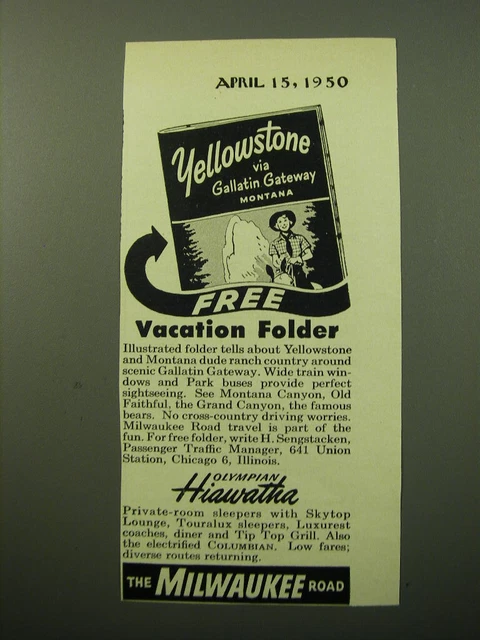 APRIL 15, 1950
Yellowstone
via
Gallatin Gateway
MONTANA
FREE
Vacation Folder
Illustrated folder tells about Yellowstone
and Montana dude ranch country around
scenic Gallatin Gateway. Wide train win-
dows and Park buses provide perfect
sightseeing. See Montana Canyon, Old
Faithful, the Grand Canyon, the famous
bears. No cross-country driving worries.
Milwaukee Road travel is part of the
fun. For free folder, write H. Sengstacken,
Passenger Traffic Manager, 641 Union
Station, Chicago 6, Illinois.
OLYMPIAN
Hiawatha
Private-room sleepers with Skytop
Lounge, Touralux sleepers, Luxurest
coaches, diner and Tip Top Grill. Also
the electrified COLUMBIAN. Low fares;
diverse routes returning.
THE MILWAUKEE ROAD